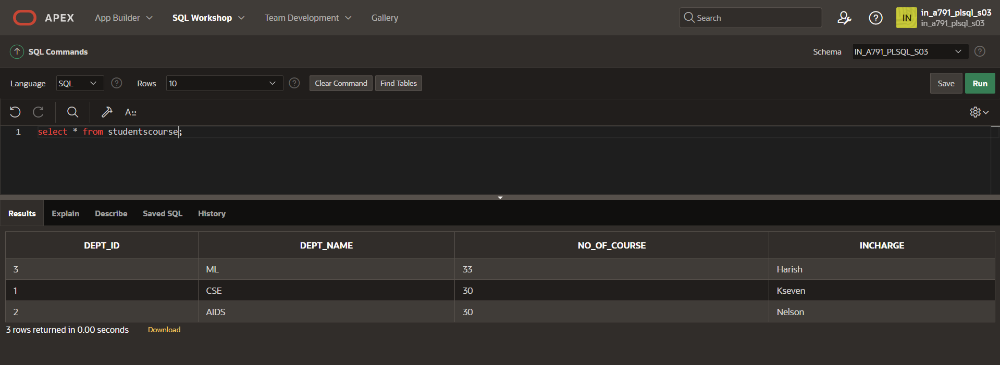 APEX App Builder SQL Workshop Team Development Gallery Search IN in_a791_plsql_s03
in_a791_plsql_s03
SQL Commands Schema IN_A791_PLSQL_S03
Language SQL Rows 10 Clear Command Find Tables Save Run
A::
1 select * from studentscourse;
Results Explain Describe Saved SQL History
DEPT_ID DEPT_NAME NO_OF_COURSE INCHARGE
3 ML 33 Harish
1 CSE 30 Kseven
2 AIDS 30 Nelson
3 rows returned in 0.00 seconds Download